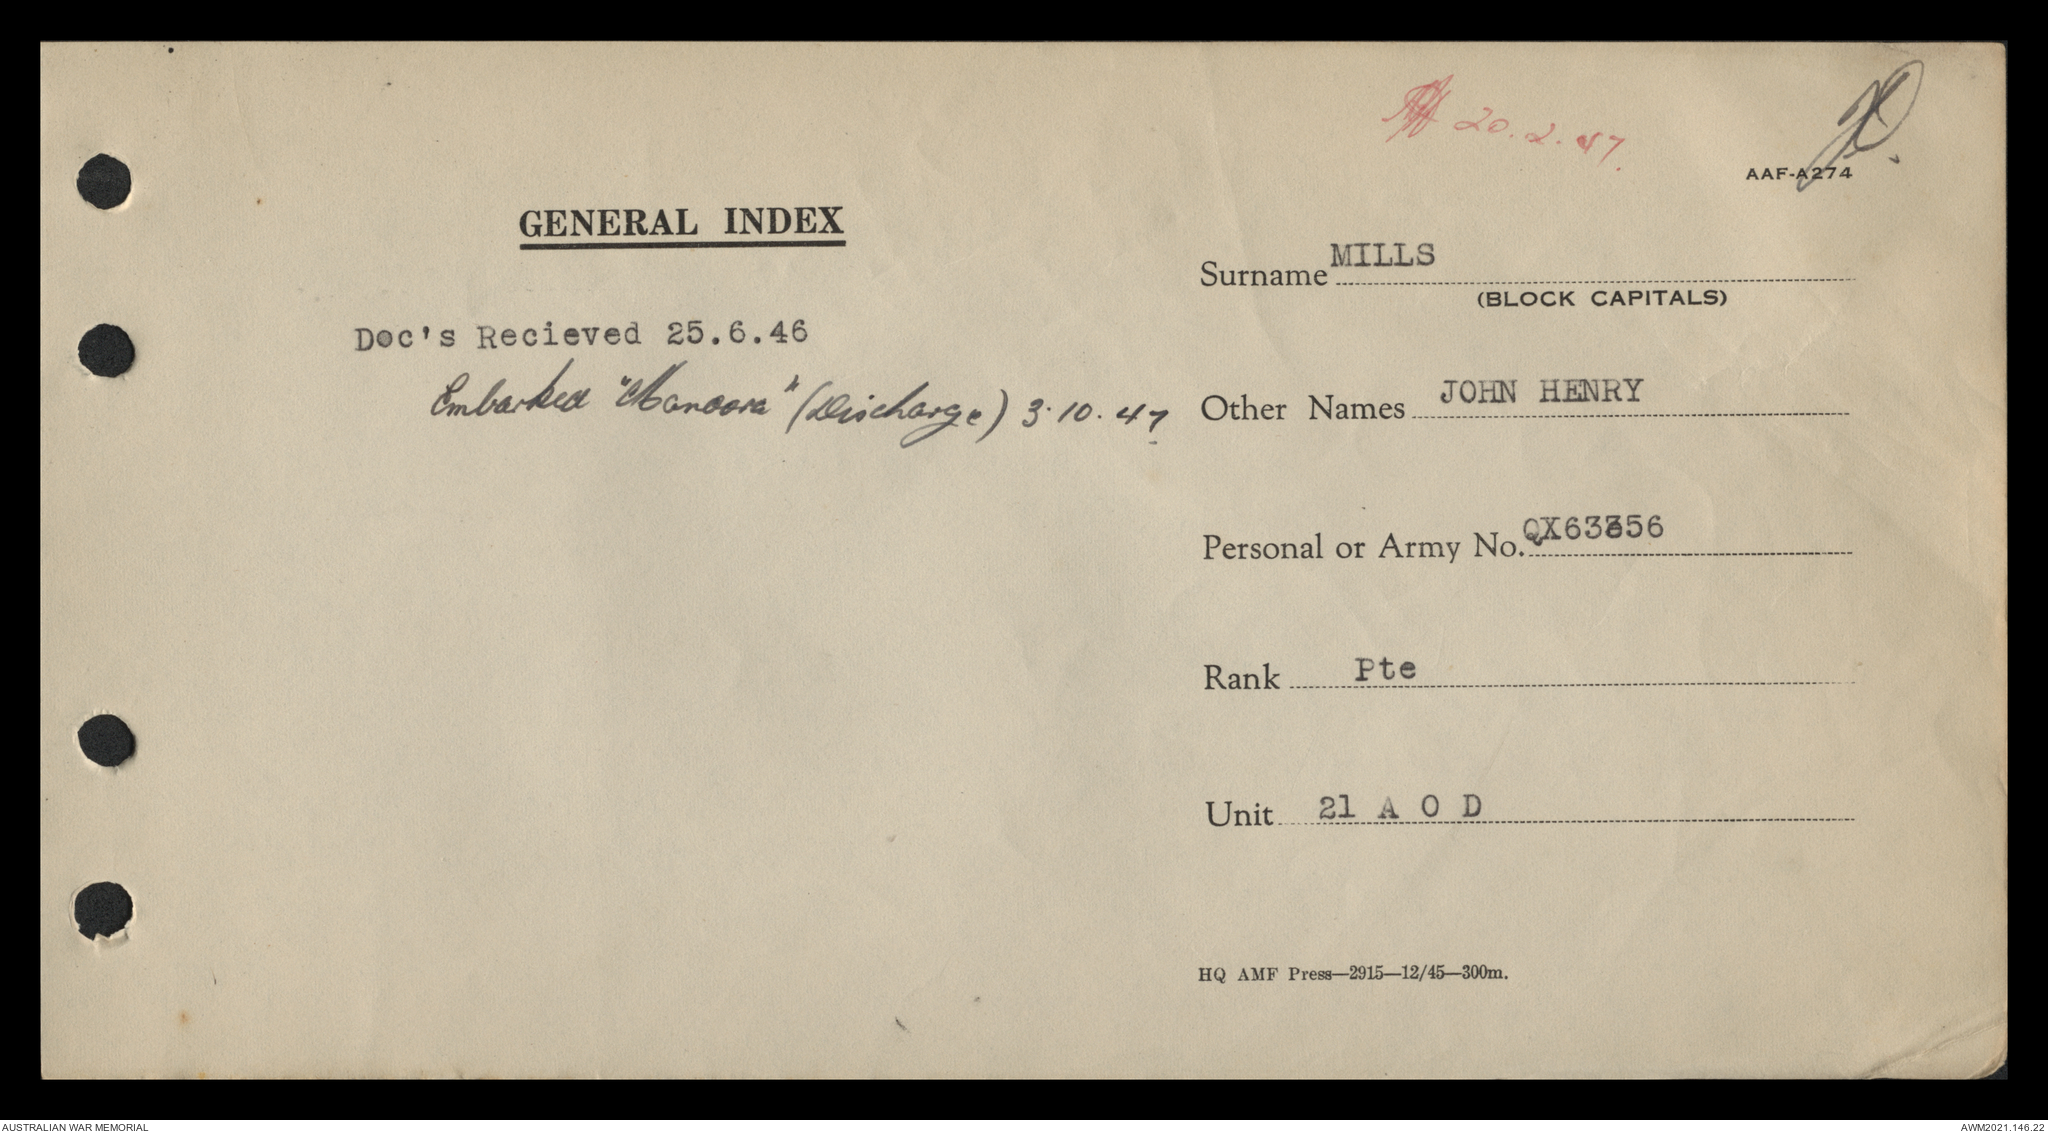 20.2.47.
AAF-A274
GENERAL INDEX
Doc's Recieved 25.6.46
Embarked "Manoora" (Discharge) 3.10.47
Surname MILLS
(BLOCK CAPITALS)
Other Names JOHN HENRY
Personal or Army No.
Rank Pte
Unit 21 A O D
HQ AMF Press—2915—12/45—300m.
AUSTRALIAN WAR MEMORIAL
AWM2021.146.22